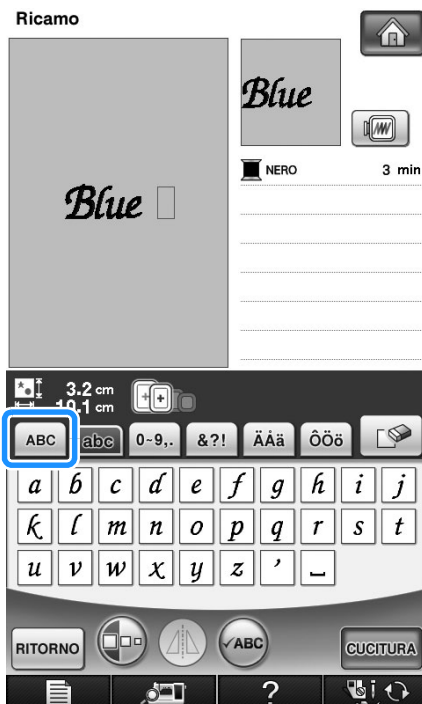 Ricamo
Blue
Blue
NERO 3 min
3.2 cm
10.1 cm
ABC abc 0~9,. &?! ÄÅä ÔÖö
a b c d e f g h i j
k l m n o p q r s t
u v w x y z ’ ⎵
RITORNO ✓ABC CUCITURA
? i